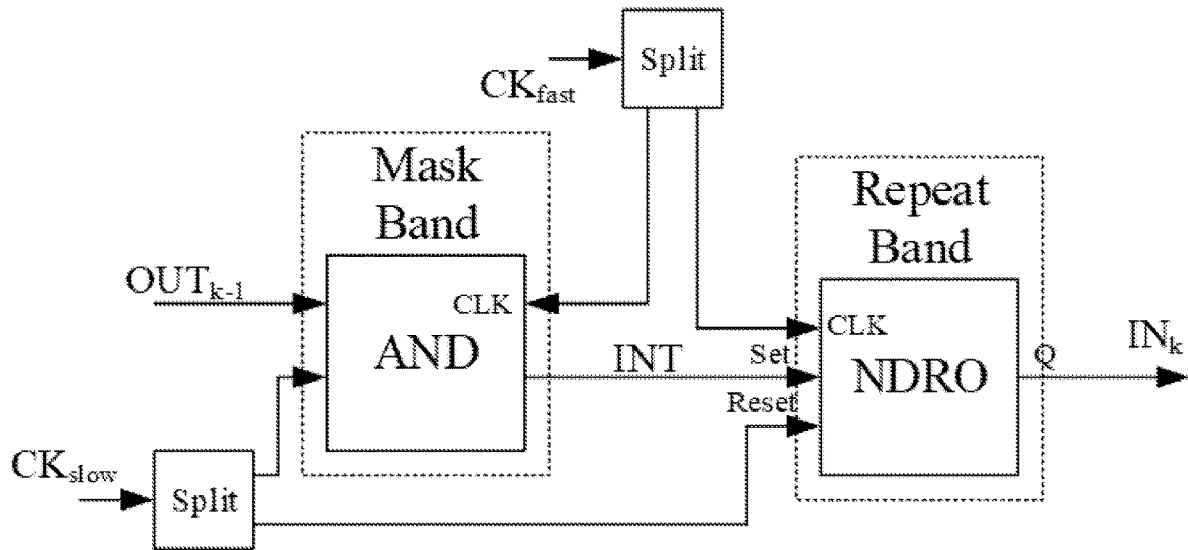 Split
CK_fast
Mask
Band
Repeat
Band
OUT_k-1
CLK
AND
INT
CLK
Set
NDRO
Q
IN_k
Reset
CK_slow
Split